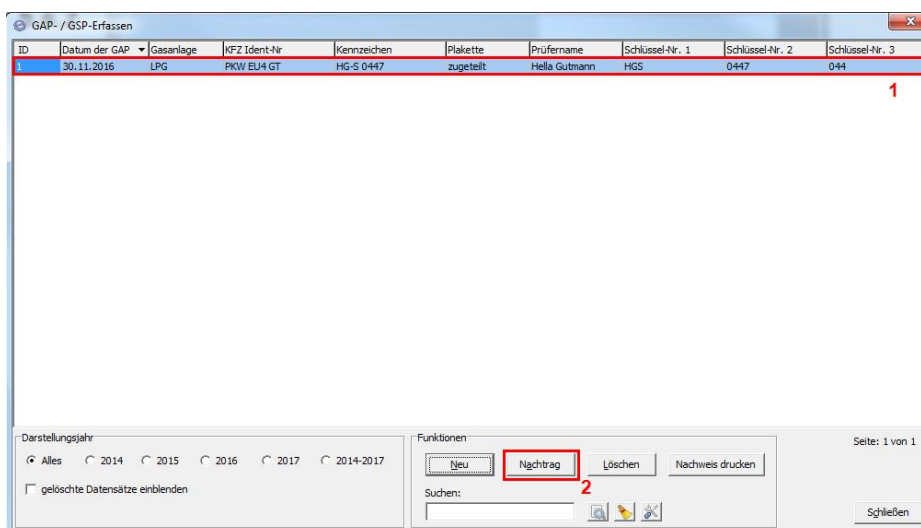 GAP- / GSP-Erfassen
ID Datum der GAP Gasanlage KFZ Ident-Nr Kennzeichen Plakette Prüfername Schlüssel-Nr. 1 Schlüssel-Nr. 2 Schlüssel-Nr. 3
1 30.11.2016 LPG PKW EU4 GT HG-S 0447 zugeteilt Hella Gutmann HGS 0447 044
1
Darstellungsjahr
Alles 2014 2015 2016 2017 2014-2017
gelöschte Datensätze einblenden
Funktionen
Neu Nachtrag Löschen Nachweis drucken
2
Suchen:
Seite: 1 von 1
Schließen